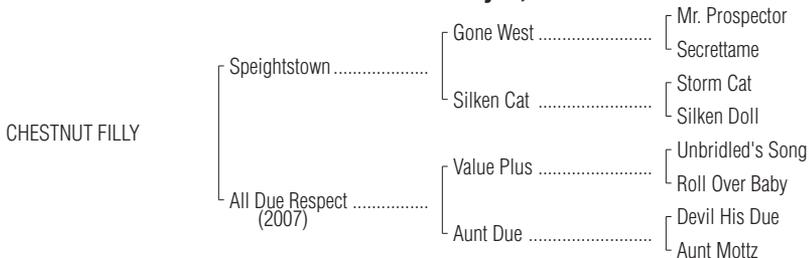 Mr. Prospector
Gone West ........................
Secrettame
Speightstown ....................
Storm Cat
Silken Cat ........................
Silken Doll
CHESTNUT FILLY
Unbridled's Song
Value Plus ........................
Roll Over Baby
All Due Respect ................
(2007)
Devil His Due
Aunt Due ..........................
Aunt Mottz